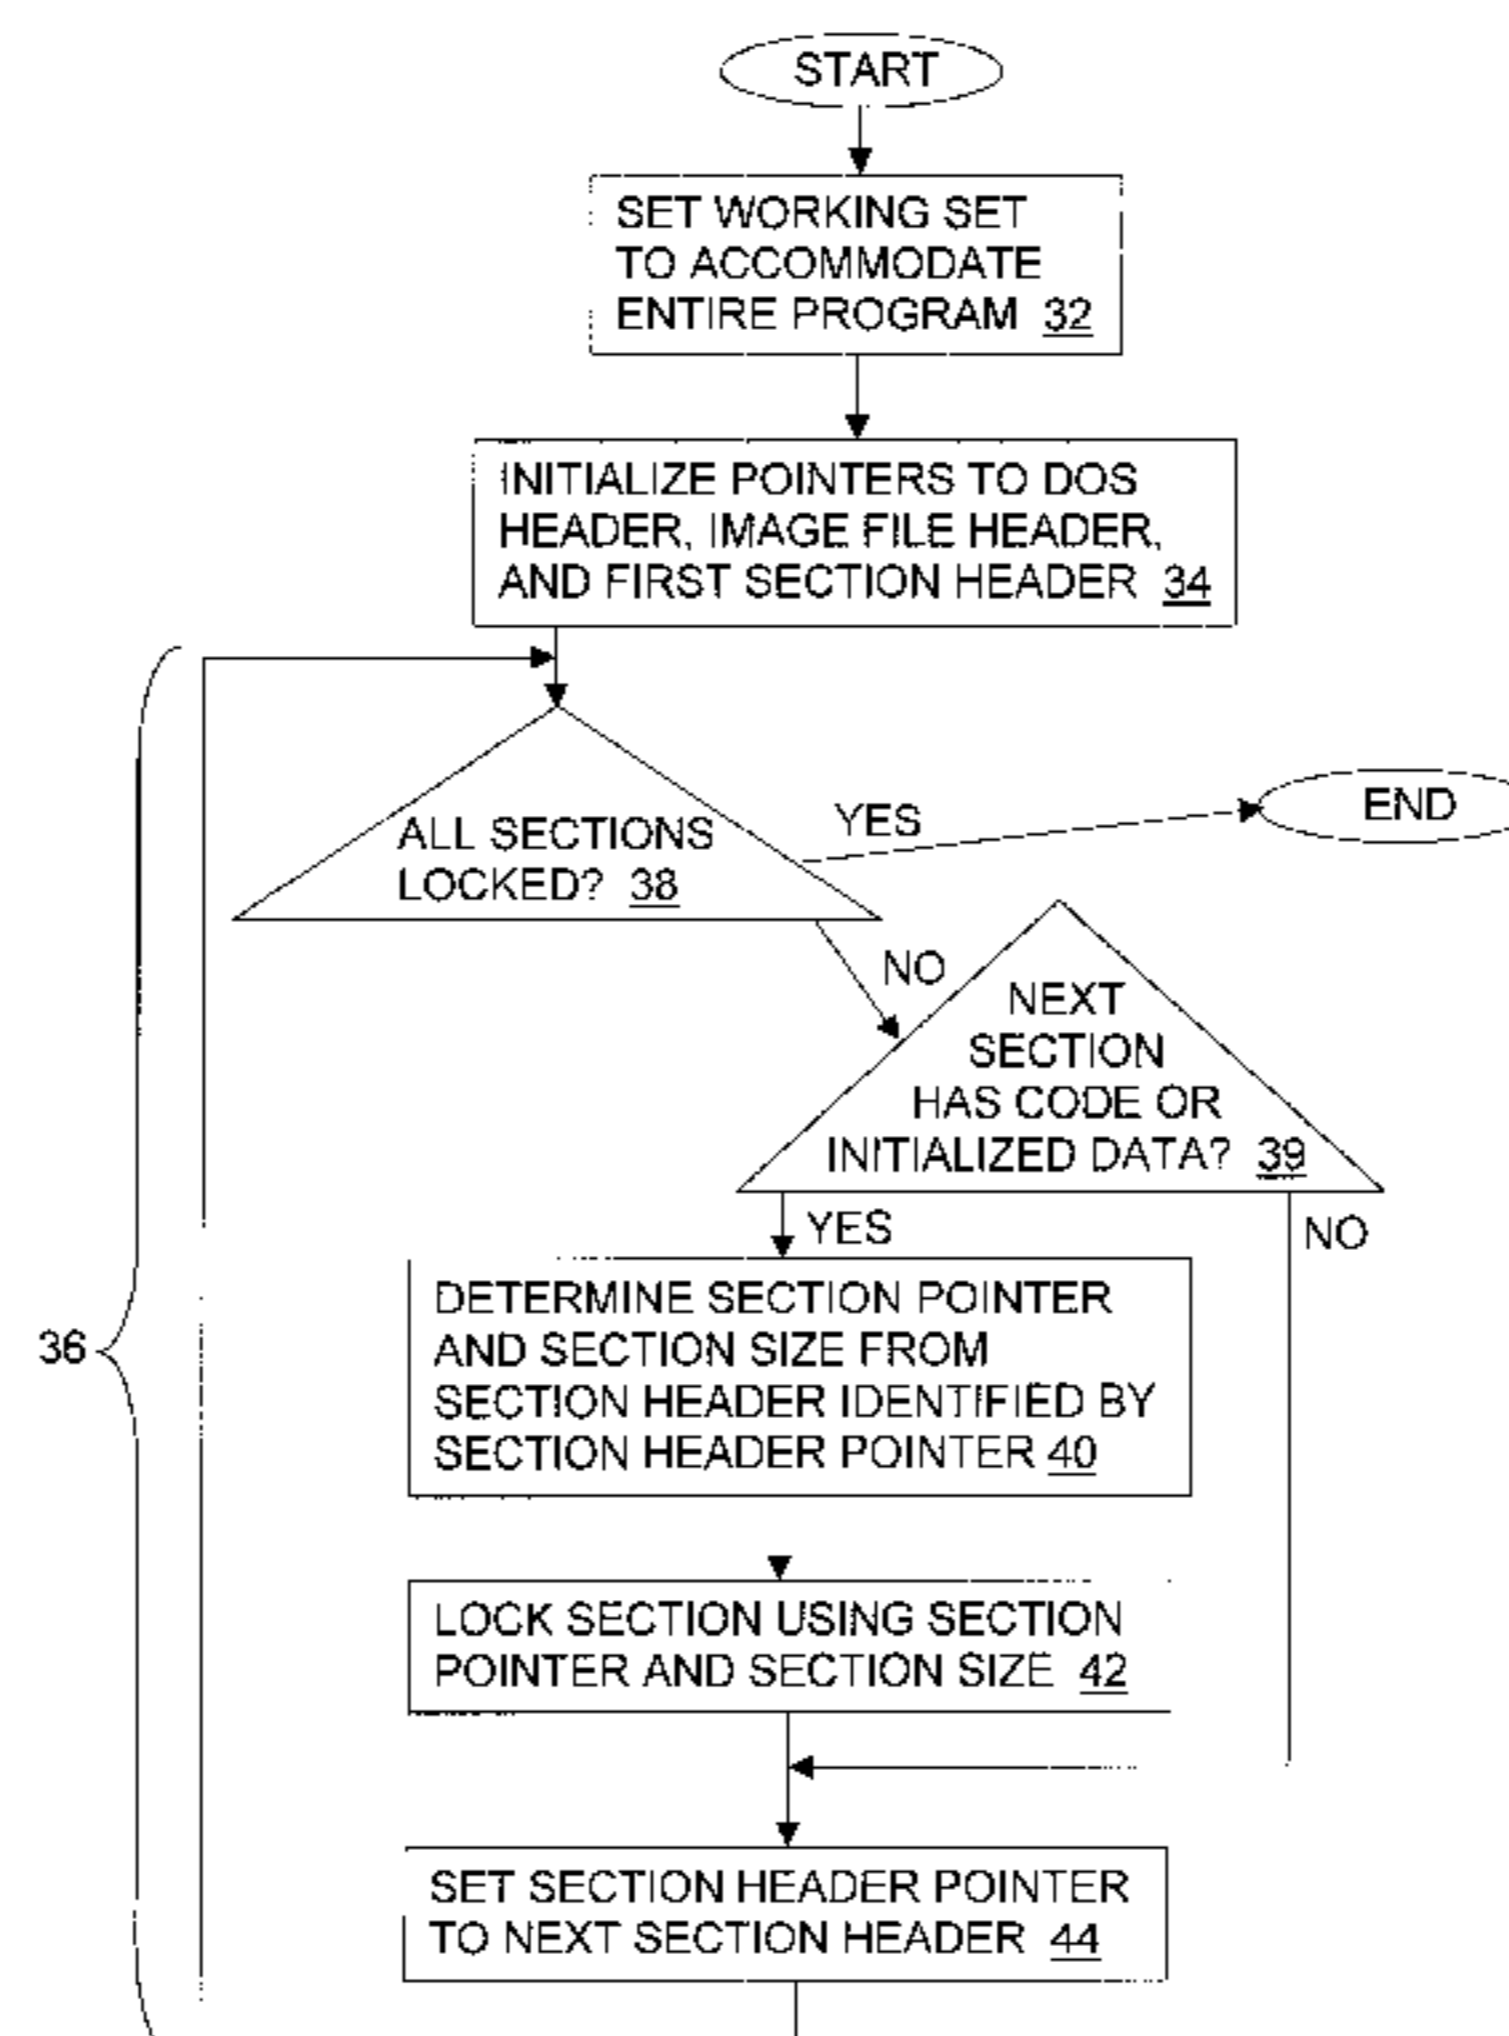 START
SET WORKING SET
TO ACCOMMODATE
ENTIRE PROGRAM 32
INITIALIZE POINTERS TO DOS
HEADER, IMAGE FILE HEADER,
AND FIRST SECTION HEADER 34
ALL SECTIONS
LOCKED? 38
YES
END
NO
NEXT
SECTION
HAS CODE OR
INITIALIZED DATA? 39
YES
NO
36
DETERMINE SECTION POINTER
AND SECTION SIZE FROM
SECTION HEADER IDENTIFIED BY
SECTION HEADER POINTER 40
LOCK SECTION USING SECTION
POINTER AND SECTION SIZE 42
SET SECTION HEADER POINTER
TO NEXT SECTION HEADER 44